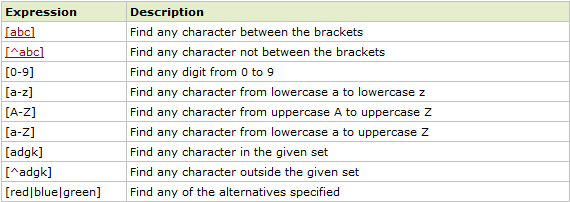 Expression Description
[abc] Find any character between the brackets
[^abc] Find any character not between the brackets
[0-9] Find any digit from 0 to 9
[a-z] Find any character from lowercase a to lowercase z
[A-Z] Find any character from uppercase A to uppercase Z
[a-Z] Find any character from lowercase a to uppercase Z
[adgk] Find any character in the given set
[^adgk] Find any character outside the given set
[red|blue|green] Find any of the alternatives specified